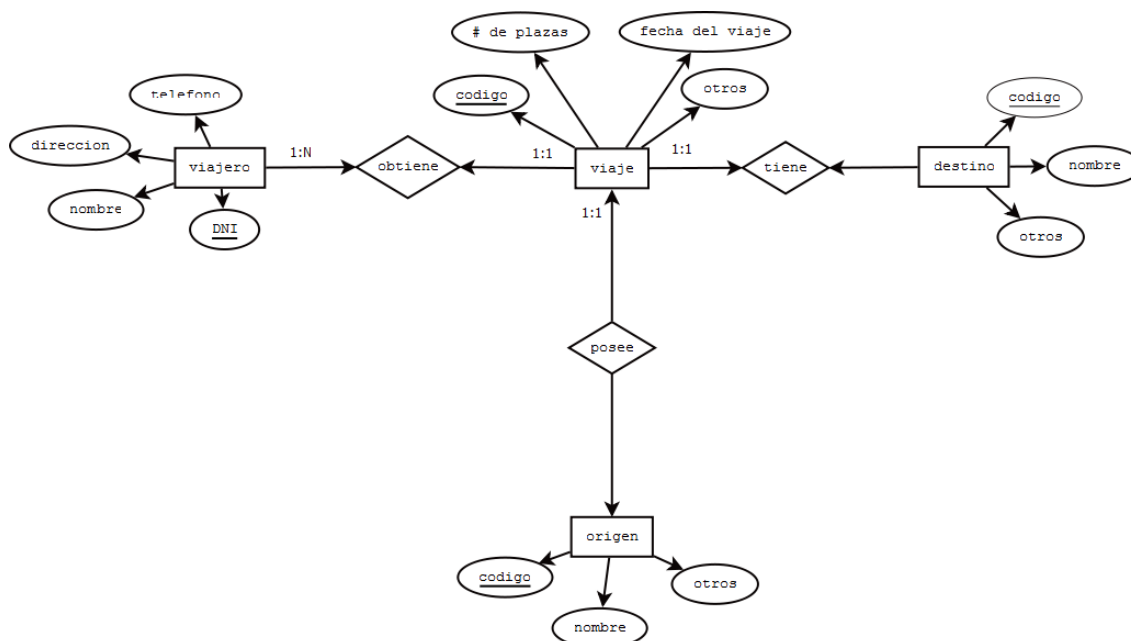 # de plazas
fecha del viaje
telefono
codigo
otros
codigo
direccion
1:N
1:1
1:1
viajero
obtiene
viaje
tiene
destino
nombre
nombre
DNI
1:1
otros
posee
origen
codigo
otros
nombre